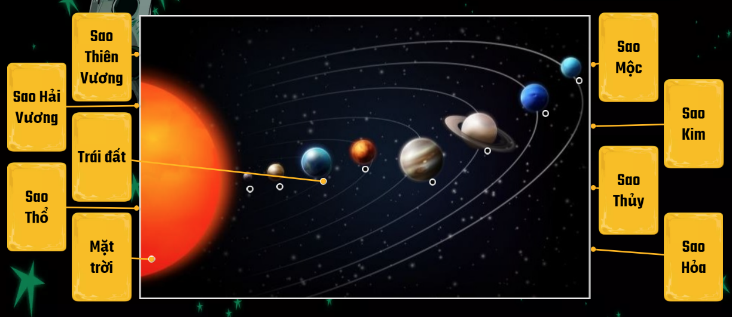 Sao
Thiên
Vương
Sao Hải
Vương
Trái đất
Sao
Thổ
Mặt
trời
Sao
Mộc
Sao
Kim
Sao
Thủy
Sao
Hỏa